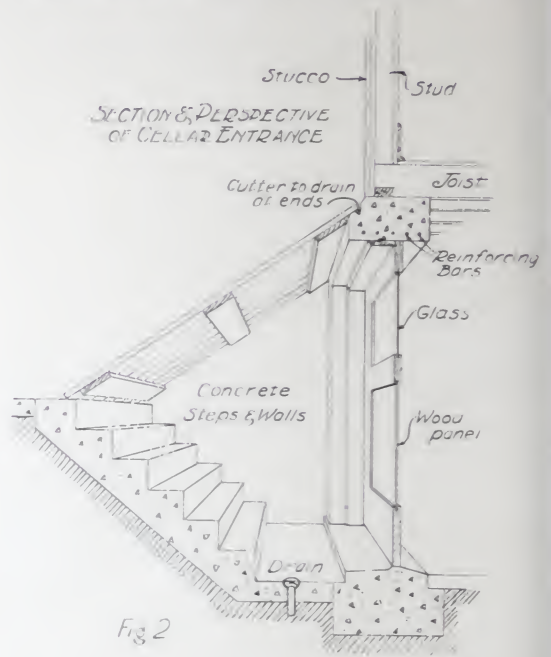 Stucco
Stud
SECTION & PERSPECTIVE
OF CELLAR ENTRANCE
Joist
Gutter to drain
at ends
Reinforcing
Bars
Glass
Concrete
Steps & Walls
Wood
panel
Drain
Fig 2